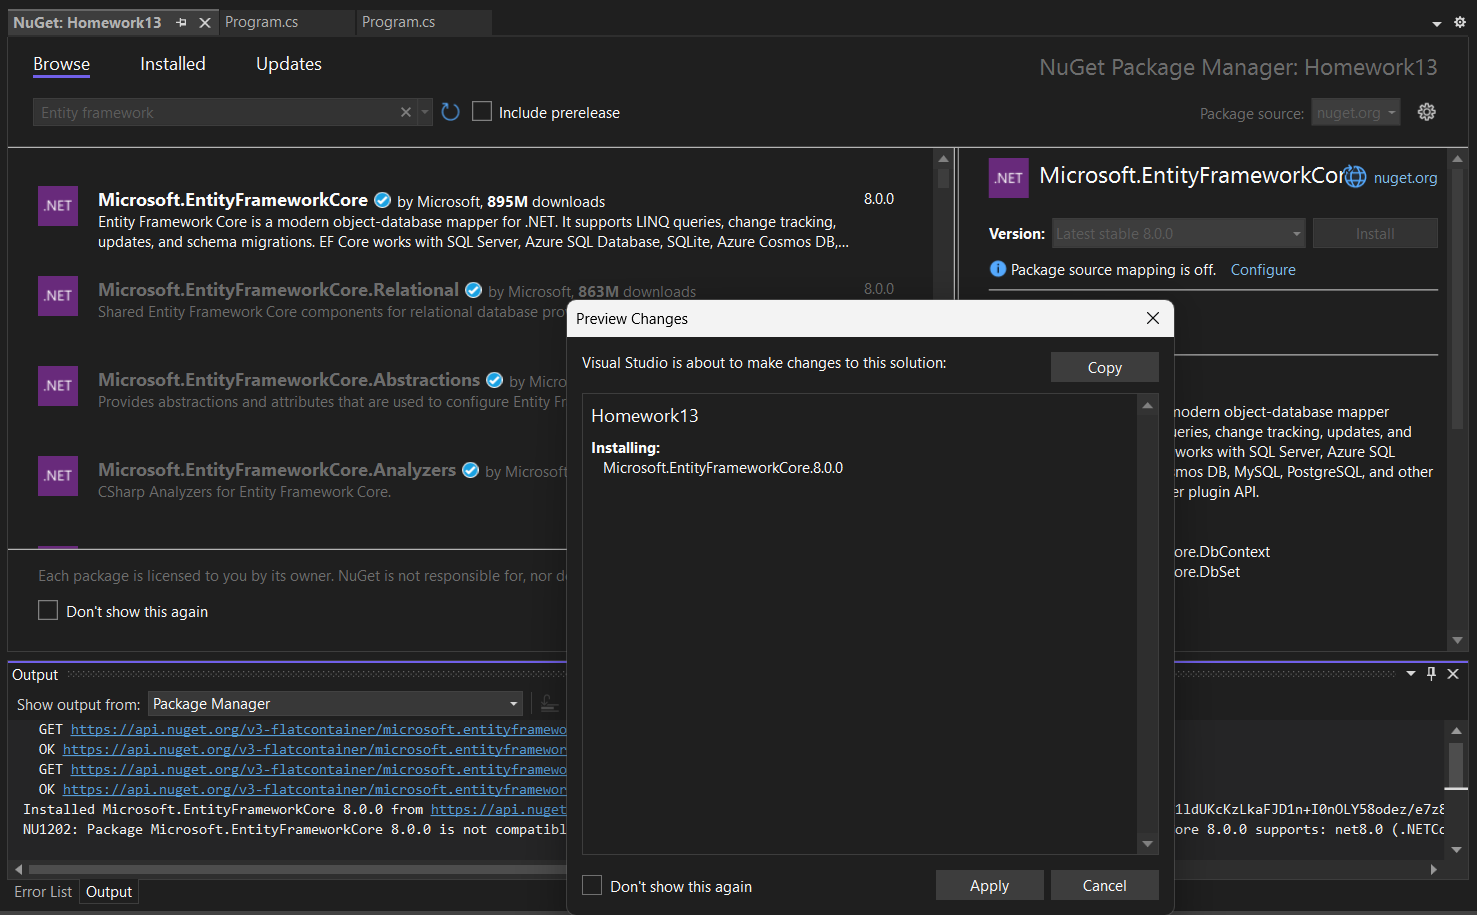 NuGet: Homework13
Program.cs
Program.cs
Browse
Installed
Updates
NuGet Package Manager: Homework13
Entity framework
Include prerelease
Package source:
nuget.org
.NET
Microsoft.EntityFrameworkCore by Microsoft, 895M downloads
8.0.0
Entity Framework Core is a modern object-database mapper for .NET. It supports LINQ queries, change tracking,
updates, and schema migrations. EF Core works with SQL Server, Azure SQL Database, SQLite, Azure Cosmos DB,...
.NET
Microsoft.EntityFrameworkCore.Relational by Microsoft, 863M downloads
8.0.0
Shared Entity Framework Core components for relational database pro
.NET
Microsoft.EntityFrameworkCore.Abstractions by Micro
Provides abstractions and attributes that are used to configure Entity Fr
.NET
Microsoft.EntityFrameworkCore.Analyzers by Microsoft
CSharp Analyzers for Entity Framework Core.
Each package is licensed to you by its owner. NuGet is not responsible for, nor d
Don't show this again
.NET
Microsoft.EntityFrameworkCor
nuget.org
Version:
Latest stable 8.0.0
Install
Package source mapping is off. Configure
modern object-database mapper
ueries, change tracking, updates, and
works with SQL Server, Azure SQL
smos DB, MySQL, PostgreSQL, and other
er plugin API.
ore.DbContext
ore.DbSet
Preview Changes
Visual Studio is about to make changes to this solution:
Copy
Homework13
Installing:
Microsoft.EntityFrameworkCore.8.0.0
Don't show this again
Apply
Cancel
Output
Show output from:
Package Manager
GET https://api.nuget.org/v3-flatcontainer/microsoft.entityframewo
OK https://api.nuget.org/v3-flatcontainer/microsoft.entityframewor
GET https://api.nuget.org/v3-flatcontainer/microsoft.entityframewo
OK https://api.nuget.org/v3-flatcontainer/microsoft.entityframewor
Installed Microsoft.EntityFrameworkCore 8.0.0 from https://api.nuget
1ldUKcKzLkaFJD1n+I0nOLY58odez/e7z8
NU1202: Package Microsoft.EntityFrameworkCore 8.0.0 is not compatibl
ore 8.0.0 supports: net8.0 (.NETCo
Error List
Output